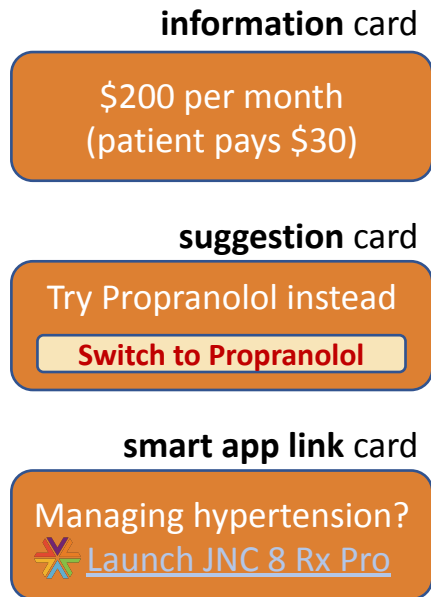 information card
$200 per month
(patient pays $30)
suggestion card
Try Propranolol instead
Switch to Propranolol
smart app link card
Managing hypertension?
Launch JNC 8 Rx Pro